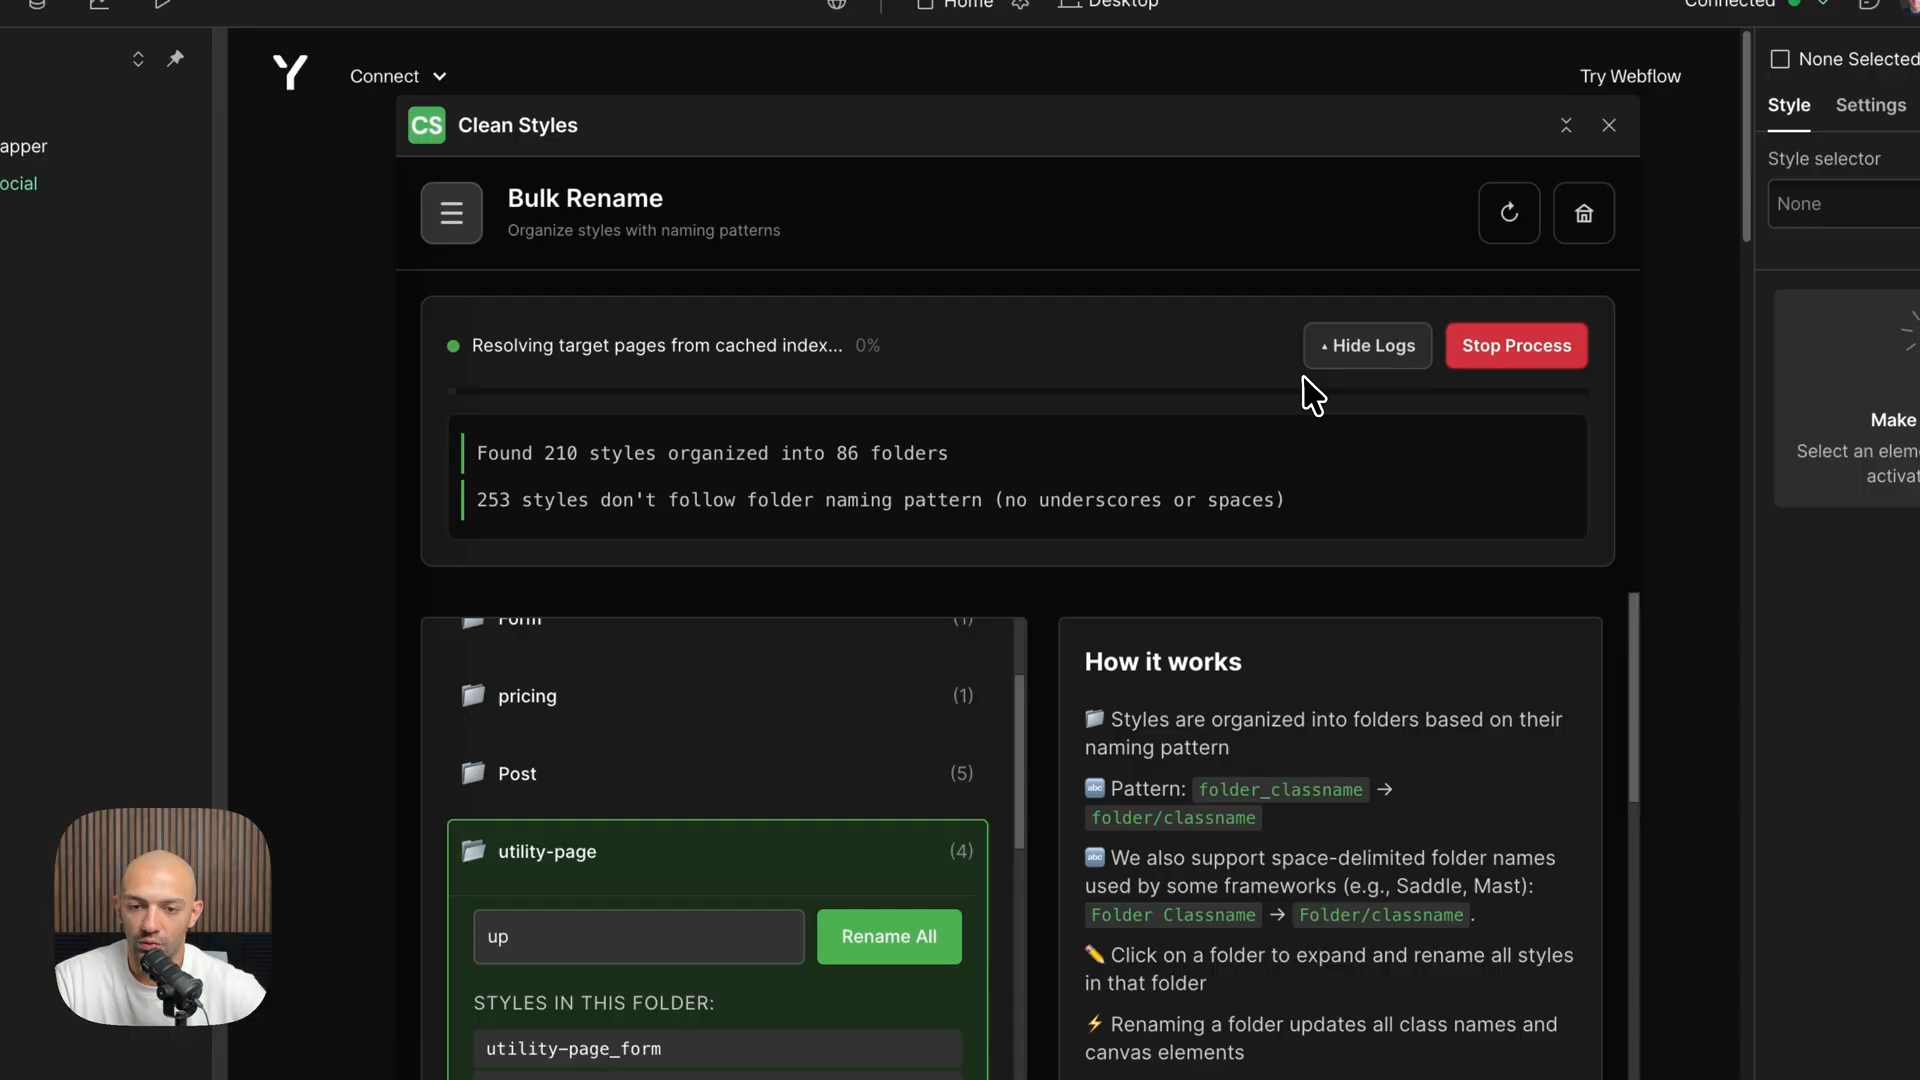 Home
Desktop
Connected
apper
ocial
Connect
Try Webflow
None Selected
Style
Settings
Style selector
None
CS
Clean Styles
Bulk Rename
Organize styles with naming patterns
Resolving target pages from cached index... 0%
Hide Logs
Stop Process
Found 210 styles organized into 86 folders
253 styles don't follow folder naming pattern (no underscores or spaces)
Make
Select an elem
activat
Form (1)
pricing (1)
Post (5)
utility-page (4)
up
Rename All
STYLES IN THIS FOLDER:
utility-page_form
How it works
Styles are organized into folders based on their
naming pattern
Pattern: folder_classname →
folder/classname
We also support space-delimited folder names
used by some frameworks (e.g., Saddle, Mast):
Folder Classname → Folder/classname.
Click on a folder to expand and rename all styles
in that folder
Renaming a folder updates all class names and
canvas elements